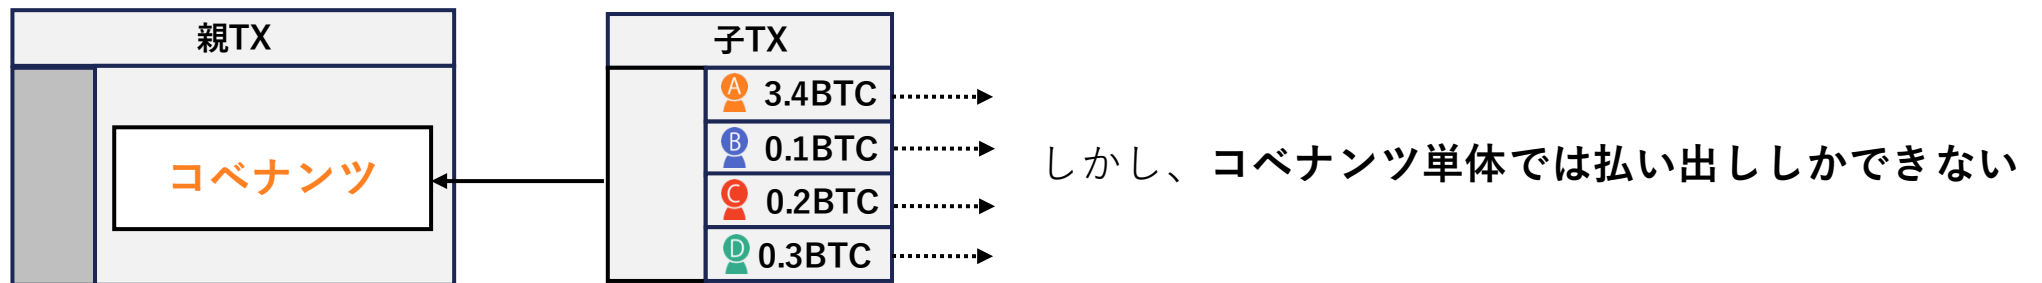 親TX
コベナンツ
子TX
A 3.4BTC
B 0.1BTC
C 0.2BTC
D 0.3BTC
しかし、コベナンツ単体では払い出ししかできない